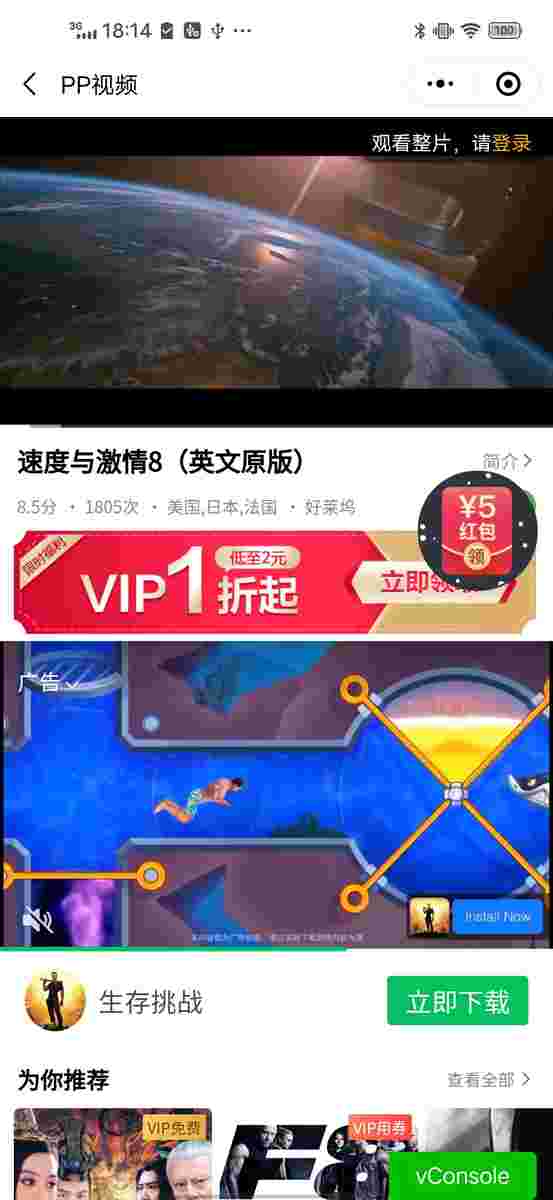 3G 18:14 100
PP视频
观看整片，请登录
速度与激情8（英文原版）
简介
8.5分 · 1805次 · 美国,日本,法国 · 好莱坞
¥5
红包
领
限时福利
VIP1折起
低至2元
立即领
广告
Install Now
生存挑战
立即下载
为你推荐
查看全部
VIP免费
VIP用券
F8
vConsole